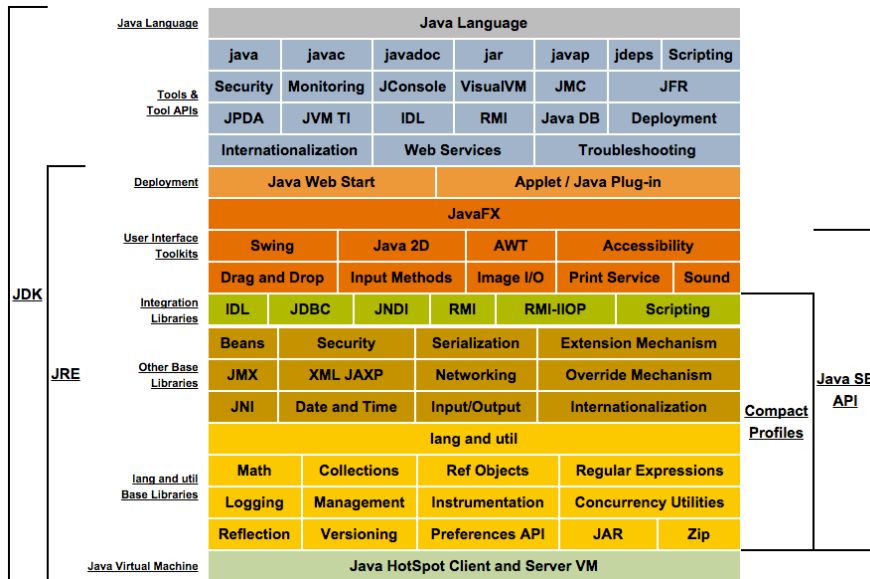 Java Language Java Language
java javac javadoc jar javap jdeps Scripting
Security Monitoring JConsole VisualVM JMC JFR
Tools &
Tool APIs
JPDA JVM TI IDL RMI Java DB Deployment
Internationalization Web Services Troubleshooting
Deployment Java Web Start Applet / Java Plug-in
JavaFX
User Interface
Toolkits
Swing Java 2D AWT Accessibility
Drag and Drop Input Methods Image I/O Print Service Sound
JDK
Integration
Libraries
IDL JDBC JNDI RMI RMI-IIOP Scripting
Beans Security Serialization Extension Mechanism
JRE
Other Base
Libraries
JMX XML JAXP Networking Override Mechanism
Java SE
API
JNI Date and Time Input/Output Internationalization
Compact
Profiles
lang and util
lang and util
Base Libraries
Math Collections Ref Objects Regular Expressions
Logging Management Instrumentation Concurrency Utilities
Reflection Versioning Preferences API JAR Zip
Java Virtual Machine Java HotSpot Client and Server VM